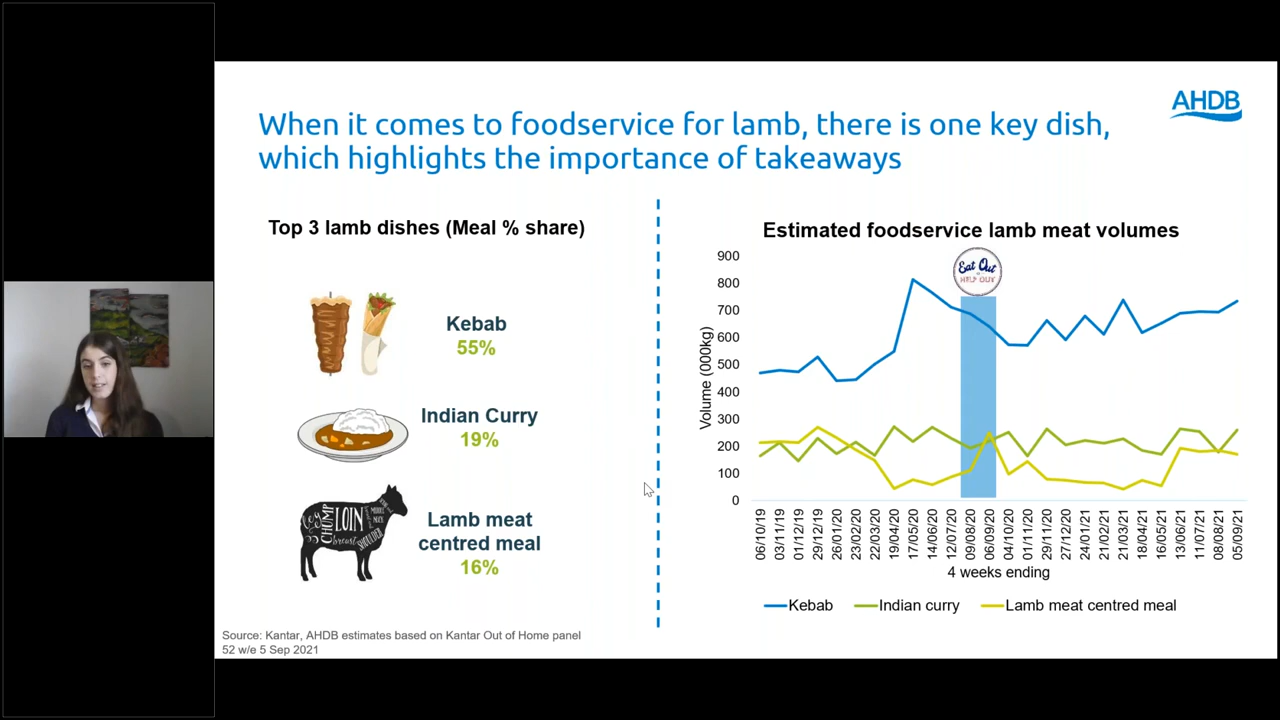 AHDB
When it comes to foodservice for lamb, there is one key dish,
which highlights the importance of takeaways
Top 3 lamb dishes (Meal % share)
Kebab
55%
Indian Curry
19%
leg
CHUMP
LOIN
breast
SHOULDER
Lamb meat
centred meal
16%
Source: Kantar, AHDB estimates based on Kantar Out of Home panel
52 w/e 5 Sep 2021
Estimated foodservice lamb meat volumes
Eat Out
HELP OUT
Volume (000kg)
900
800
700
600
500
400
300
200
100
0
06/10/19
03/11/19
01/12/19
29/12/19
26/01/20
23/02/20
22/03/20
19/04/20
17/05/20
14/06/20
12/07/20
09/08/20
06/09/20
04/10/20
01/11/20
29/11/20
27/12/20
24/01/21
21/02/21
21/03/21
18/04/21
16/05/21
13/06/21
11/07/21
08/08/21
05/09/21
4 weeks ending
Kebab
Indian curry
Lamb meat centred meal